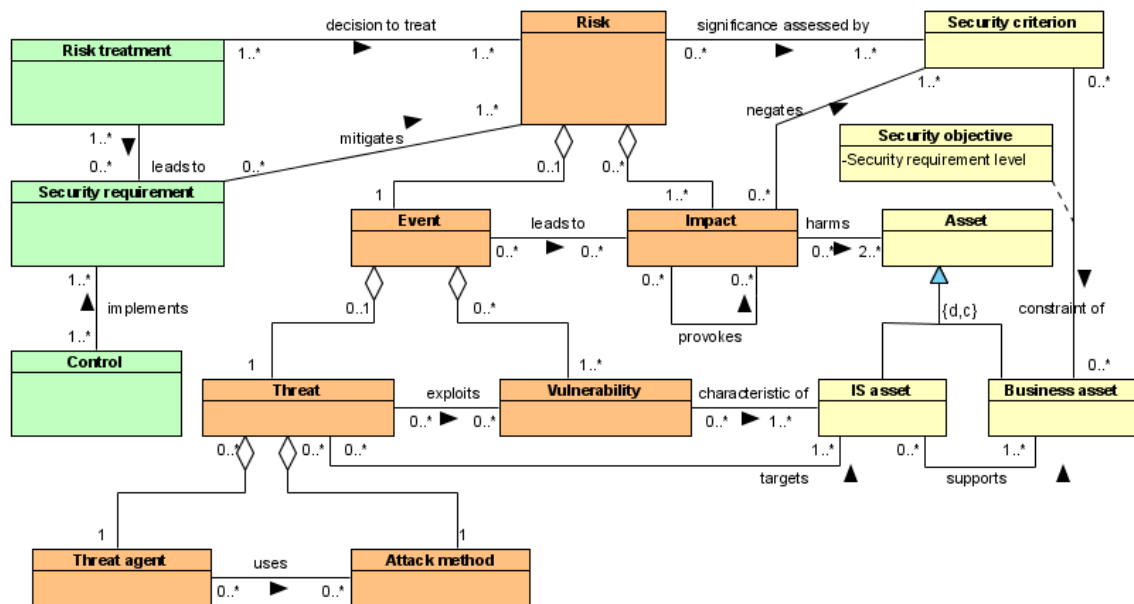 decision to treat
Risk
significance assessed by
Security criterion
Risk treatment
1..*
1..*
0..*
1..*
1..*
0..*
negates
1..*
mitigates
1..*
0..*
leads to
0..*
Security objective
-Security requirement level
0..1
0..*
Security requirement
1
1..*
0..*
Event
leads to
Impact
harms
Asset
0..*
0..*
0..*
2..*
1..*
implements
1..*
0..*
0..*
provokes
0..1
0..*
{d,c}
constraint of
Control
1
1..*
0..*
Threat
exploits
Vulnerability
characteristic of
IS asset
Business asset
0..*
0..*
0..*
1..*
0..*
0..*
0..*
1..*
0..*
1..*
targets
supports
1
1
Threat agent
uses
Attack method
0..*
0..*